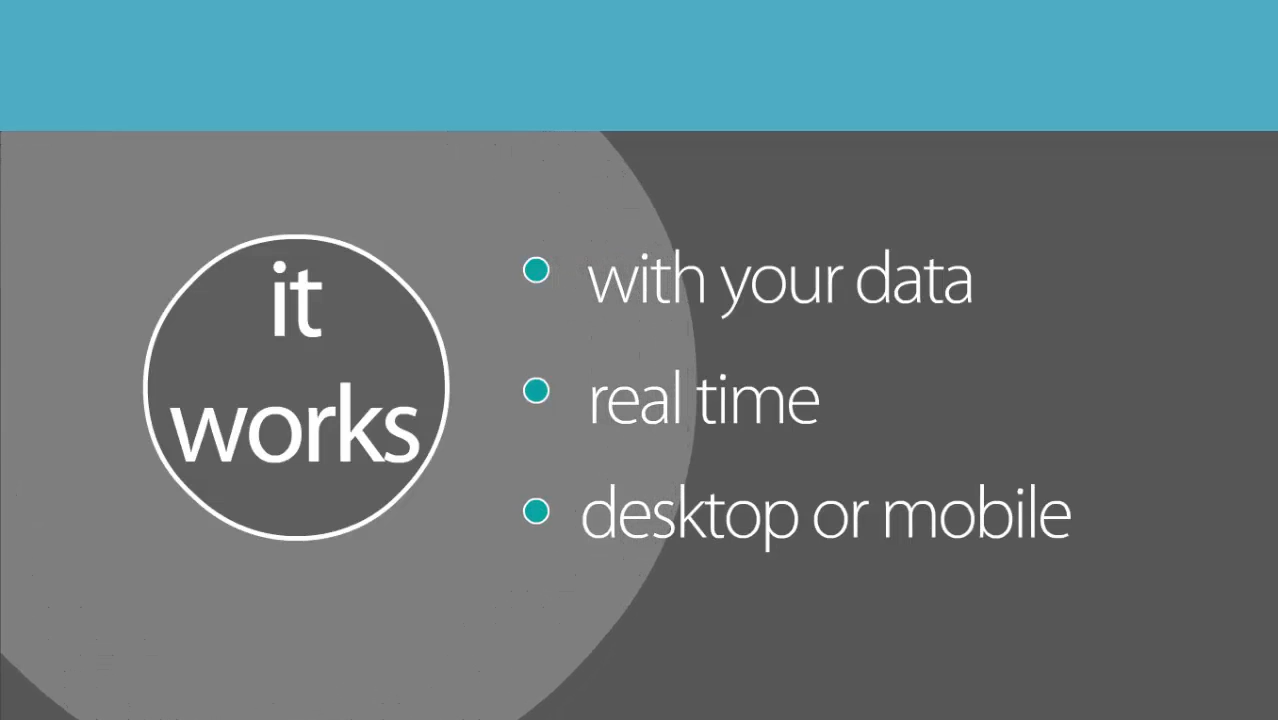 it
works
with your data
real time
desktop or mobile